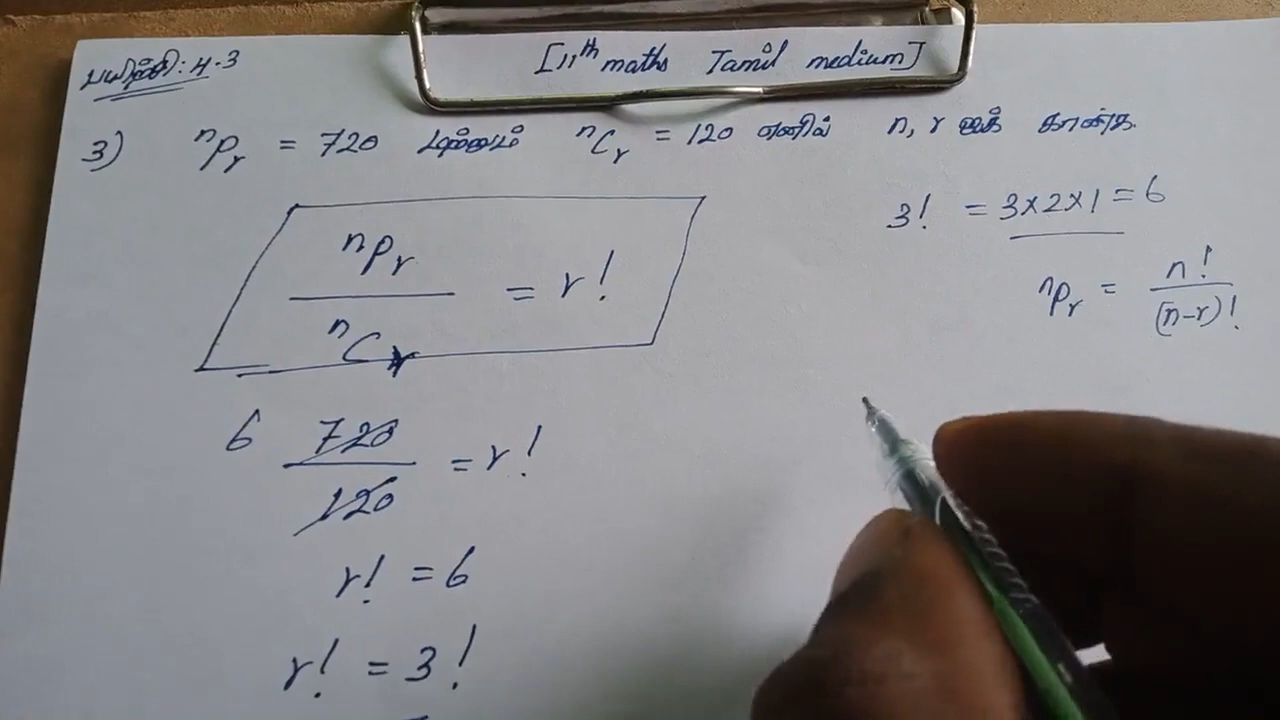 [11th maths Tamil medium]
பயிற்சி: 4.3
3) nPr = 720 மற்றும் nCr = 120 எனில் n, r ஐக் காண்க.
nPr / nCr = r!
3! = 3×2×1 = 6
nPr = n! / (n-r)!
6 720 / 120 = r!
r! = 6
r! = 3!